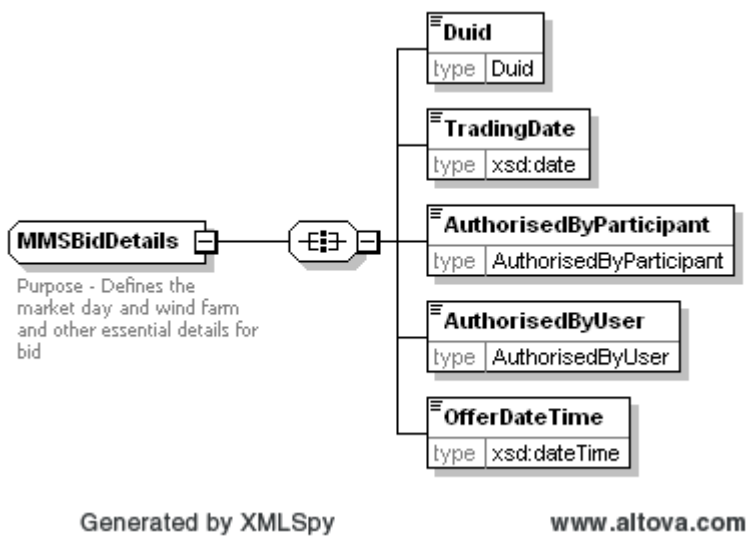 Duid
type Duid
TradingDate
type xsd:date
AuthorisedByParticipant
type AuthorisedByParticipant
MMSBidDetails
Purpose - Defines the
market day and wind farm
and other essential details for
bid
AuthorisedByUser
type AuthorisedByUser
OfferDateTime
type xsd:dateTime
Generated by XMLSpy
www.altova.com